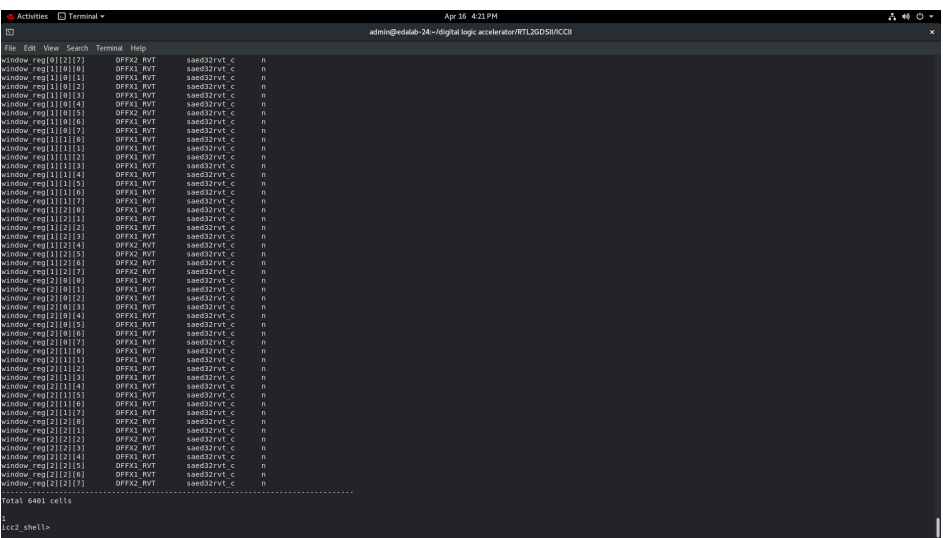 Activities Terminal Apr 16 4:21 PM
admin@edalab-24:~/digital logic accelerator/RTL2GDSII/ICCII
File Edit View Search Terminal Help
window_reg[0][2][7] DFFX2_RVT saed32rvt_c n
window_reg[1][0][0] DFFX1_RVT saed32rvt_c n
window_reg[1][0][1] DFFX1_RVT saed32rvt_c n
window_reg[1][0][2] DFFX1_RVT saed32rvt_c n
window_reg[1][0][3] DFFX1_RVT saed32rvt_c n
window_reg[1][0][4] DFFX1_RVT saed32rvt_c n
window_reg[1][0][5] DFFX2_RVT saed32rvt_c n
window_reg[1][0][6] DFFX1_RVT saed32rvt_c n
window_reg[1][0][7] DFFX1_RVT saed32rvt_c n
window_reg[1][1][0] DFFX1_RVT saed32rvt_c n
window_reg[1][1][1] DFFX1_RVT saed32rvt_c n
window_reg[1][1][2] DFFX1_RVT saed32rvt_c n
window_reg[1][1][3] DFFX1_RVT saed32rvt_c n
window_reg[1][1][4] DFFX1_RVT saed32rvt_c n
window_reg[1][1][5] DFFX1_RVT saed32rvt_c n
window_reg[1][1][6] DFFX1_RVT saed32rvt_c n
window_reg[1][1][7] DFFX1_RVT saed32rvt_c n
window_reg[1][2][0] DFFX1_RVT saed32rvt_c n
window_reg[1][2][1] DFFX1_RVT saed32rvt_c n
window_reg[1][2][2] DFFX1_RVT saed32rvt_c n
window_reg[1][2][3] DFFX1_RVT saed32rvt_c n
window_reg[1][2][4] DFFX2_RVT saed32rvt_c n
window_reg[1][2][5] DFFX2_RVT saed32rvt_c n
window_reg[1][2][6] DFFX2_RVT saed32rvt_c n
window_reg[1][2][7] DFFX2_RVT saed32rvt_c n
window_reg[2][0][0] DFFX1_RVT saed32rvt_c n
window_reg[2][0][1] DFFX1_RVT saed32rvt_c n
window_reg[2][0][2] DFFX1_RVT saed32rvt_c n
window_reg[2][0][3] DFFX1_RVT saed32rvt_c n
window_reg[2][0][4] DFFX1_RVT saed32rvt_c n
window_reg[2][0][5] DFFX1_RVT saed32rvt_c n
window_reg[2][0][6] DFFX1_RVT saed32rvt_c n
window_reg[2][0][7] DFFX1_RVT saed32rvt_c n
window_reg[2][1][0] DFFX1_RVT saed32rvt_c n
window_reg[2][1][1] DFFX1_RVT saed32rvt_c n
window_reg[2][1][2] DFFX1_RVT saed32rvt_c n
window_reg[2][1][3] DFFX1_RVT saed32rvt_c n
window_reg[2][1][4] DFFX1_RVT saed32rvt_c n
window_reg[2][1][5] DFFX1_RVT saed32rvt_c n
window_reg[2][1][6] DFFX1_RVT saed32rvt_c n
window_reg[2][1][7] DFFX1_RVT saed32rvt_c n
window_reg[2][2][0] DFFX2_RVT saed32rvt_c n
window_reg[2][2][1] DFFX2_RVT saed32rvt_c n
window_reg[2][2][2] DFFX2_RVT saed32rvt_c n
window_reg[2][2][3] DFFX2_RVT saed32rvt_c n
window_reg[2][2][4] DFFX1_RVT saed32rvt_c n
window_reg[2][2][5] DFFX1_RVT saed32rvt_c n
window_reg[2][2][6] DFFX1_RVT saed32rvt_c n
window_reg[2][2][7] DFFX2_RVT saed32rvt_c n
--------------------------------------------------------------------------------
Total 6401 cells
1
icc2_shell>